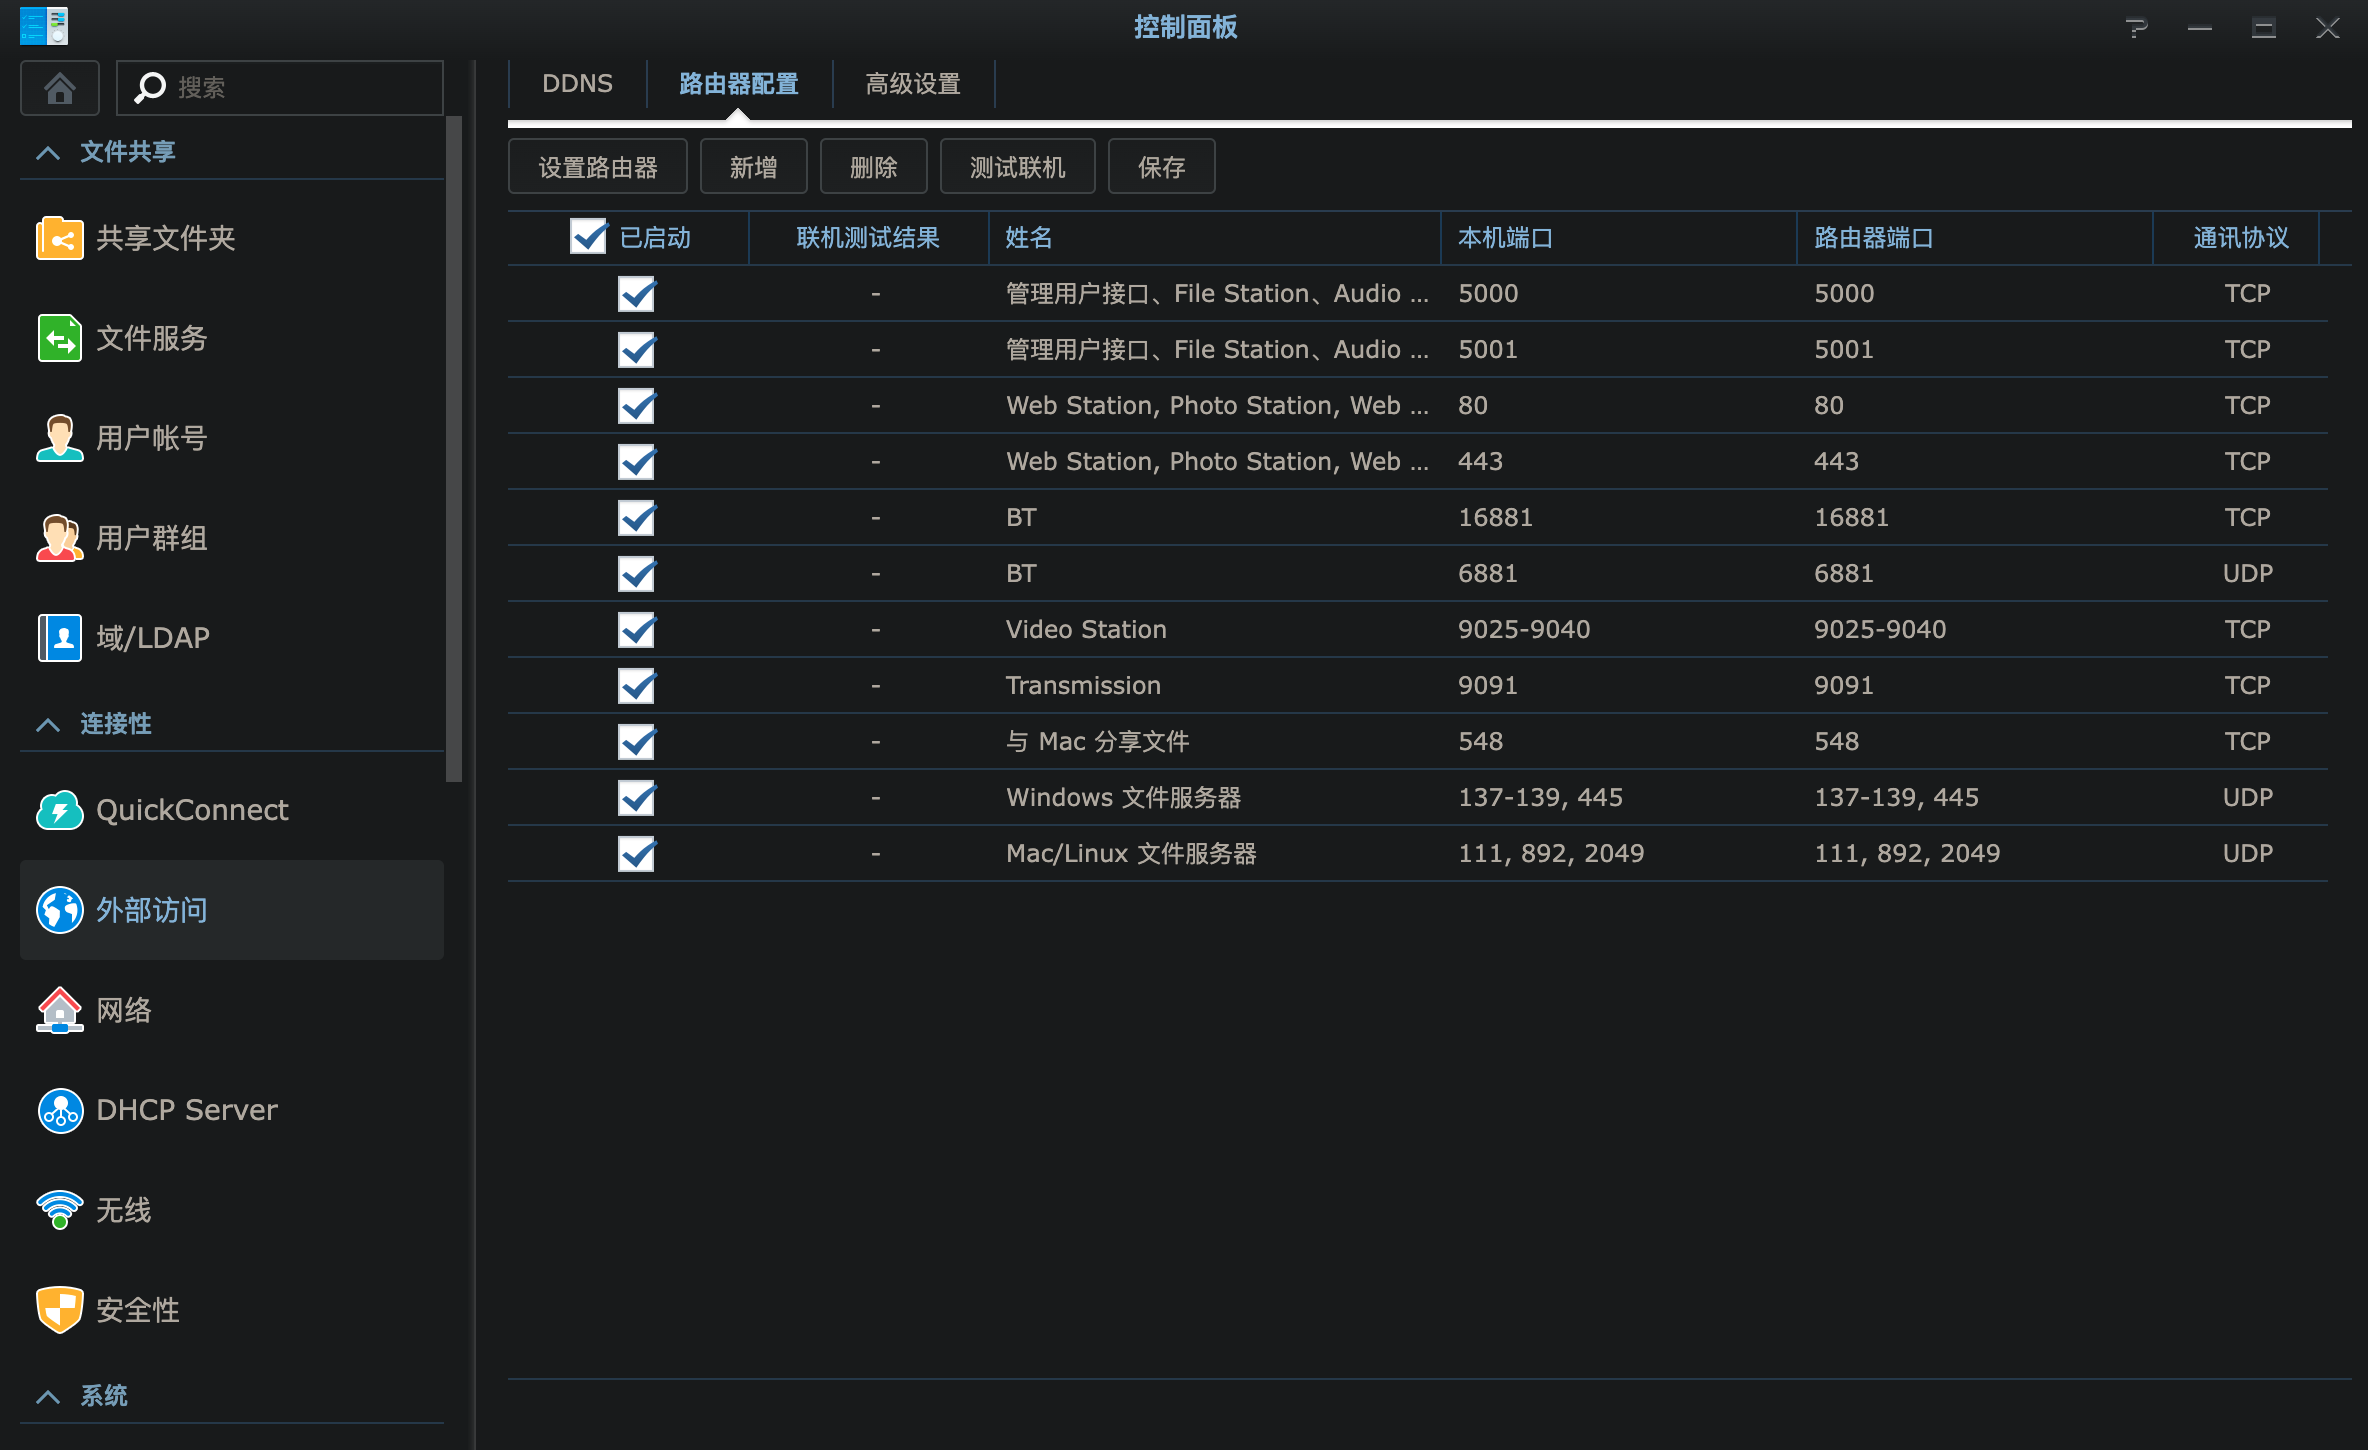 控制面板
搜索
文件共享
共享文件夹
文件服务
用户帐号
用户群组
域/LDAP
连接性
QuickConnect
外部访问
网络
DHCP Server
无线
安全性
系统
DDNS 路由器配置 高级设置
设置路由器 新增 删除 测试联机 保存
已启动 联机测试结果 姓名 本机端口 路由器端口 通讯协议
- 管理用户接口、File Station、Audio ... 5000 5000 TCP
- 管理用户接口、File Station、Audio ... 5001 5001 TCP
- Web Station, Photo Station, Web ... 80 80 TCP
- Web Station, Photo Station, Web ... 443 443 TCP
- BT 16881 16881 TCP
- BT 6881 6881 UDP
- Video Station 9025-9040 9025-9040 TCP
- Transmission 9091 9091 TCP
- 与 Mac 分享文件 548 548 TCP
- Windows 文件服务器 137-139, 445 137-139, 445 UDP
- Mac/Linux 文件服务器 111, 892, 2049 111, 892, 2049 UDP